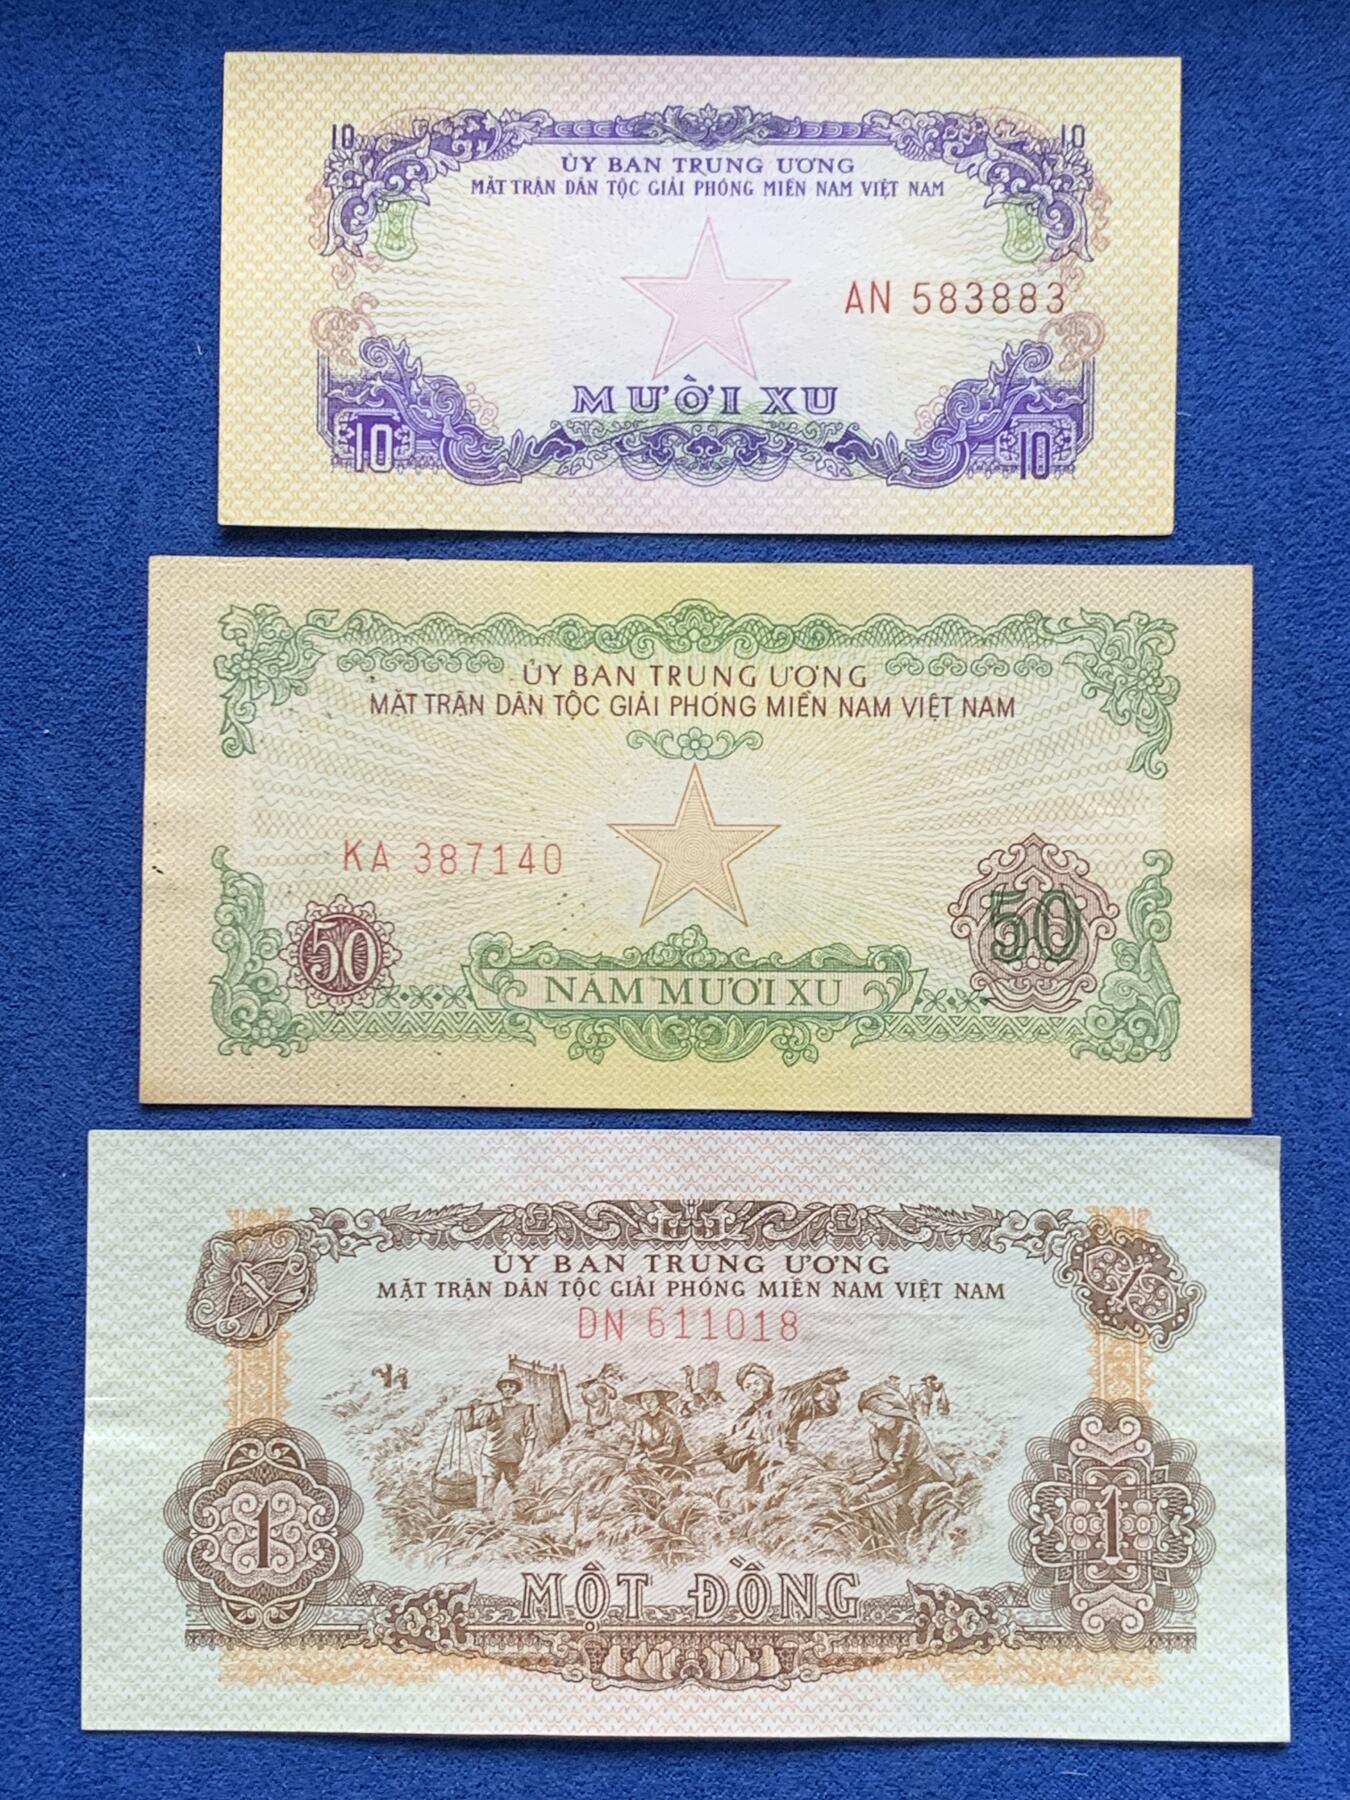 10 10
ỦY BAN TRUNG ƯƠNG
MẶT TRẬN DÂN TỘC GIẢI PHÓNG MIỀN NAM VIỆT NAM
AN 583883
MƯỜI XU
10 10
ỦY BAN TRUNG ƯƠNG
MẶT TRẬN DÂN TỘC GIẢI PHÓNG MIỀN NAM VIỆT NAM
KA 387140
50 50
NĂM MƯƠI XU
1 1
ỦY BAN TRUNG ƯƠNG
MẶT TRẬN DÂN TỘC GIẢI PHÓNG MIỀN NAM VIỆT NAM
DN 611018
1 1
MỘT ĐỒNG